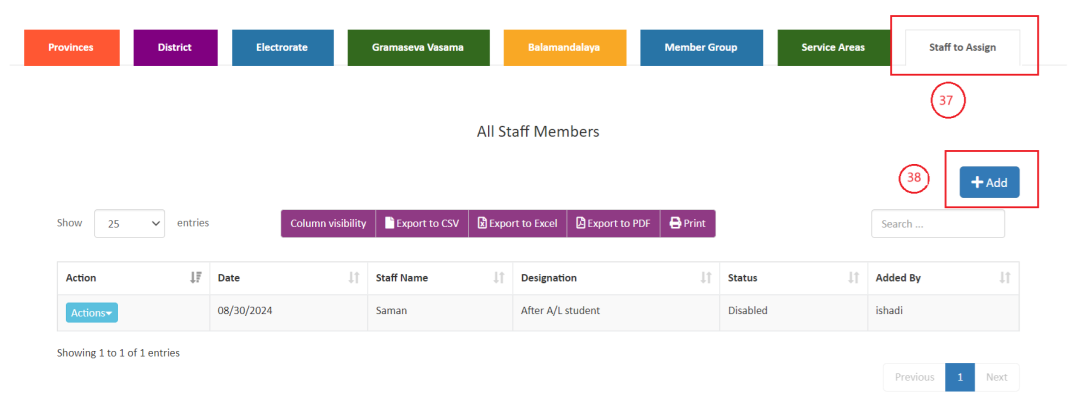 Provinces District Electrorate Gramaseva Vasama Balamandalaya Member Group Service Areas Staff to Assign
37
All Staff Members
38
+ Add
Show 25 entries Column visibility Export to CSV Export to Excel Export to PDF Print Search ...
Action Date Staff Name Designation Status Added By
Actions 08/30/2024 Saman After A/L student Disabled ishadi
Showing 1 to 1 of 1 entries
Previous 1 Next